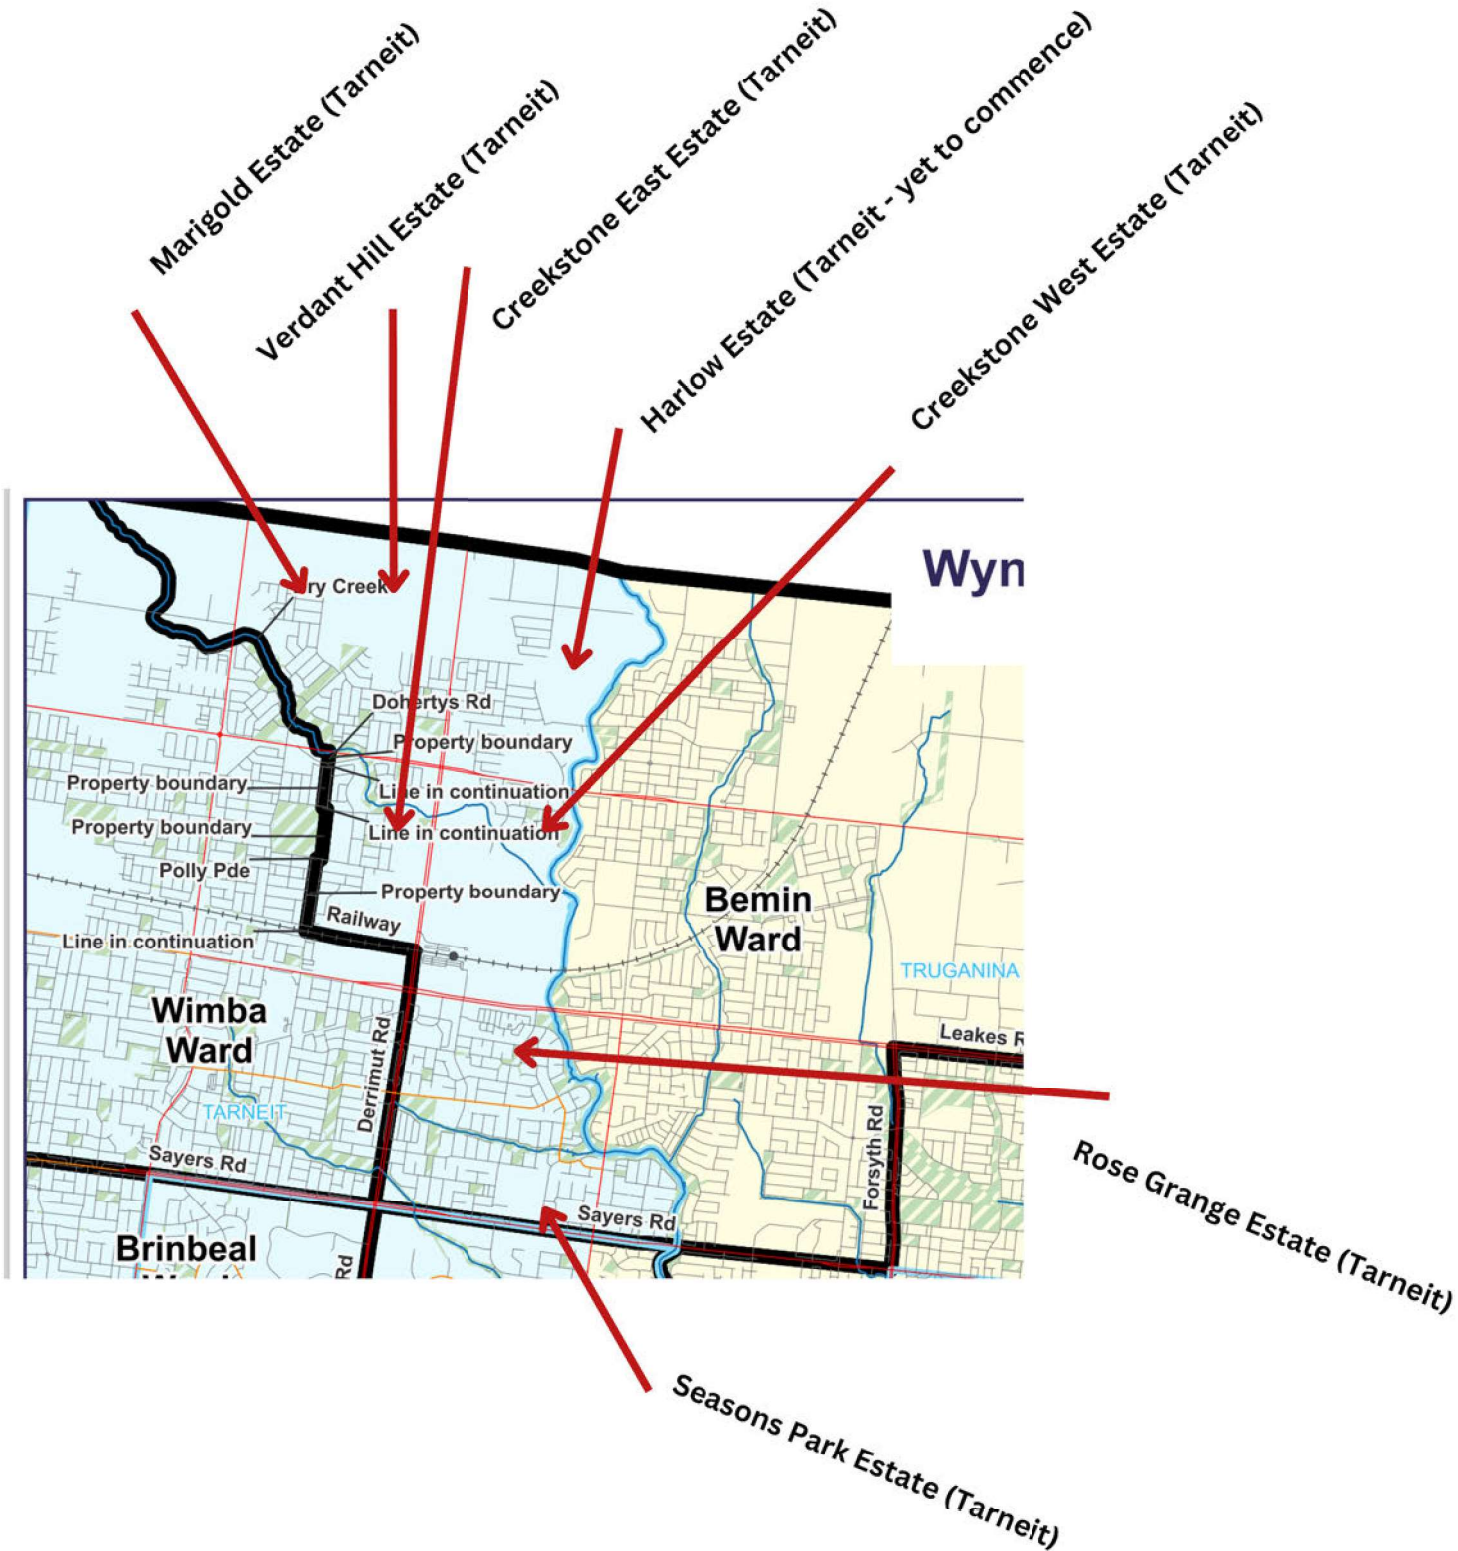 Marigold Estate (Tarneit)
Verdant Hill Estate (Tarneit)
Creekstone East Estate (Tarneit)
Harlow Estate (Tarneit - yet to commence)
Creekstone West Estate (Tarneit)
Wyn
ry Creek
Dohertys Rd
Property boundary
Property boundary
Line in continuation
Property boundary
Line in continuation
Polly Pde
Property boundary
Railway
Line in continuation
Bemin
Ward
TRUGANINA
Wimba
Ward
Leakes R
Derrimut Rd
TARNEIT
Forsyth Rd
Sayers Rd
Sayers Rd
Brinbeal
Rd
Rose Grange Estate (Tarneit)
Seasons Park Estate (Tarneit)